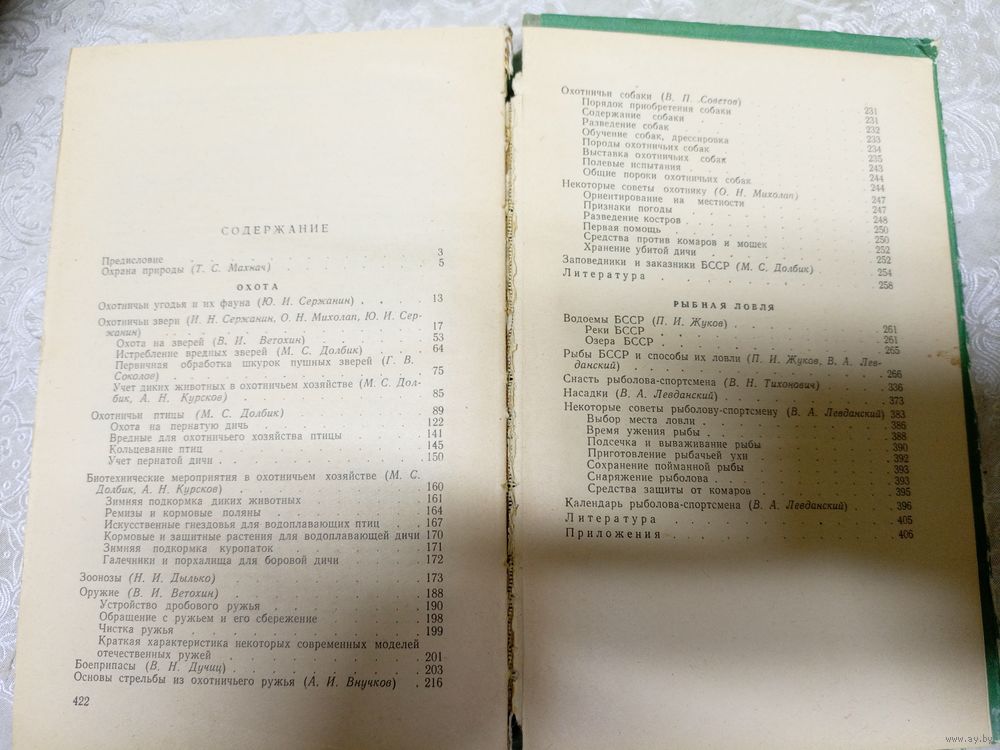 СОДЕРЖАНИЕ
Предисловие . . . . 3
Охрана природы (Т. С. Махнач) . . . . 5
ОХОТА
Охотничьи угодья и их фауна (Ю. И. Сержанин) . . . . 13
Охотничьи звери (И. Н. Сержанин, О. Н. Михолап, Ю. И. Сер-
жанин) . . . . 17
Охота на зверей (В. И. Ветохин) . . . . 53
Истребление вредных зверей (М. С. Долбик) . . . . 64
Первичная обработка шкурок пушных зверей (Г. В.
Соколов) . . . . 75
Учет диких животных в охотничьем хозяйстве (М. С. Дол-
бик, А. Н. Курсков) . . . . 85
Охотничьи птицы (М. С. Долбик) . . . . 89
Охота на пернатую дичь . . . . 122
Вредные для охотничьего хозяйства птицы . . . . 141
Кольцевание птиц . . . . 145
Учет пернатой дичи . . . . 150
Биотехнические мероприятия в охотничьем хозяйстве (М. С.
Долбик, А. Н. Курсков) . . . . 160
Зимняя подкормка диких животных . . . . 161
Ремизы и кормовые поляны . . . . 164
Искусственные гнездовья для водоплавающих птиц . . 167
Кормовые и защитные растения для водоплавающей дичи 170
Зимняя подкормка куропаток . . . . 171
Галечники и порхалища для боровой дичи . . . . 172
Зоонозы (Н. И. Дылько) . . . . 173
Оружие (В. И. Ветохин) . . . . 188
Устройство дробового ружья . . . . 190
Обращение с ружьем и его сбережение . . . . 198
Чистка ружья . . . . 199
Краткая характеристика некоторых современных моделей
отечественных ружей . . . . 201
Боеприпасы (В. Н. Дучиц) . . . . 203
Основы стрельбы из охотничьего ружья (А. И. Внучков) . 216
422
Охотничьи собаки (В. П. Советов) . . . . 231
Порядок приобретения собаки . . . . 231
Содержание собаки . . . . 232
Разведение собак . . . . 233
Обучение собак, дрессировка . . . . 234
Породы охотничьих собак . . . . 235
Выставка охотничьих собак . . . . 243
Полевые испытания . . . . 244
Общие пороки охотничьих собак . . . . 244
Некоторые советы охотнику (О. Н. Михолап) . . . . 247
Ориентирование на местности . . . . 247
Признаки погоды . . . . 248
Разведение костров . . . . 250
Первая помощь . . . . 250
Средства против комаров и мошек . . . . 252
Хранение убитой дичи . . . . 252
Заповедники и заказники БССР (М. С. Долбик) . . . . 254
Литература . . . . 258
РЫБНАЯ ЛОВЛЯ
Водоемы БССР (П. И. Жуков) . . . . 261
Реки БССР . . . . 261
Озера БССР . . . . 265
Рыбы БССР и способы их ловли (П. И. Жуков, В. А. Лев-
данский) . . . . 266
Снасть рыболова-спортсмена (В. Н. Тихонович) . . . . 336
Насадки (В. А. Левданский) . . . . 373
Некоторые советы рыболову-спортсмену (В. А. Левданский) 383
Выбор места ловли . . . . 386
Время ужения рыбы . . . . 388
Подсечка и вываживание рыбы . . . . 390
Приготовление рыбачьей ухи . . . . 392
Сохранение пойманной рыбы . . . . 393
Снаряжение рыболова . . . . 393
Средства защиты от комаров . . . . 395
Календарь рыболова-спортсмена (В. А. Левданский) . . . . 396
Литература . . . . 405
Приложения . . . . 406
www.ay.by